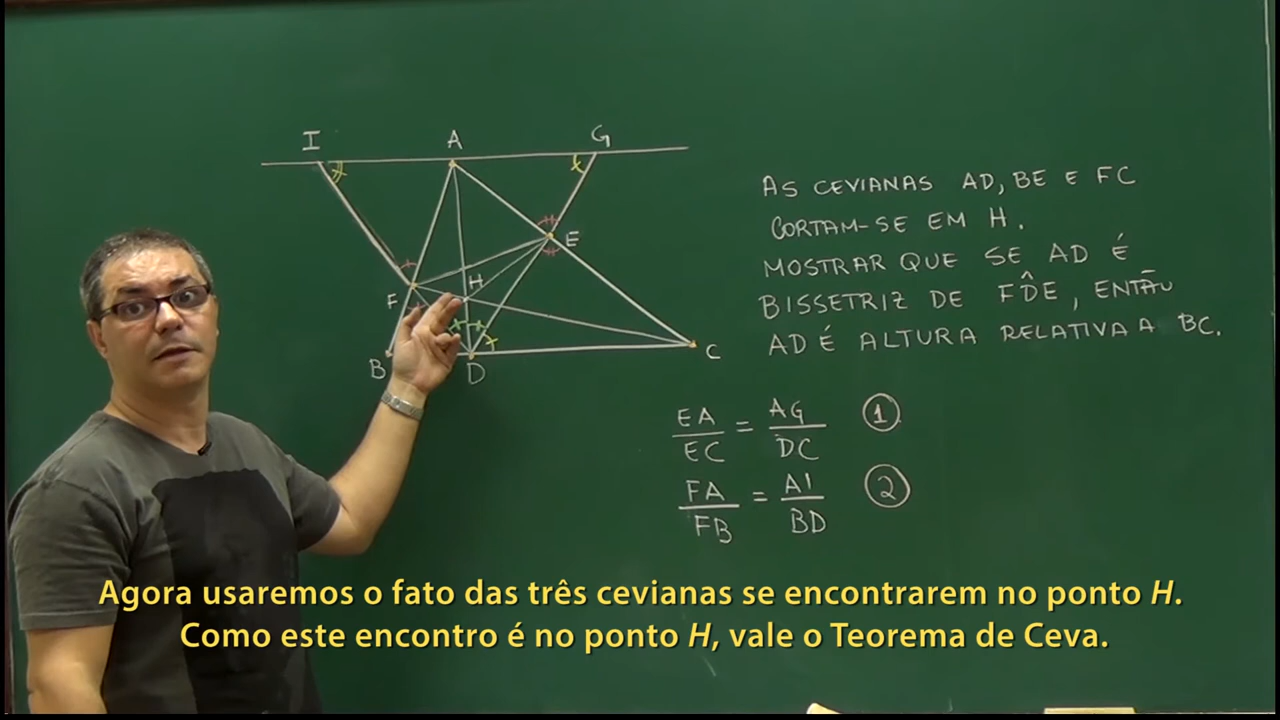 I A G
AS CEVIANAS AD, BE E FC
CORTAM-SE EM H.
MOSTRAR QUE SE AD É
BISSETRIZ DE FD̂E, ENTÃO
AD É ALTURA RELATIVA A BC.
E
H
F
B D C
EA/EC = AG/DC 1
FA/FB = AI/BD 2
Agora usaremos o fato das três cevianas se encontrarem no ponto H.
Como este encontro é no ponto H, vale o Teorema de Ceva.